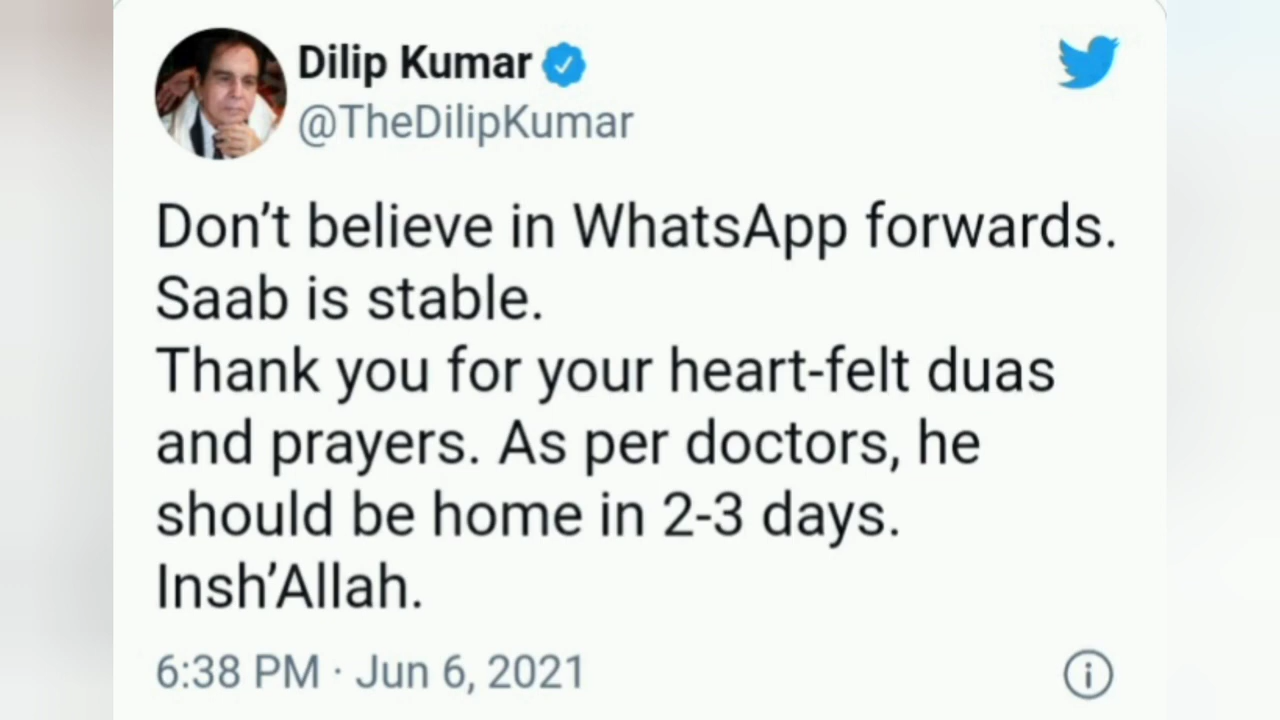 Dilip Kumar
@TheDilipKumar
Don’t believe in WhatsApp forwards.
Saab is stable.
Thank you for your heart-felt duas
and prayers. As per doctors, he
should be home in 2-3 days.
Insh’Allah.
6:38 PM · Jun 6, 2021